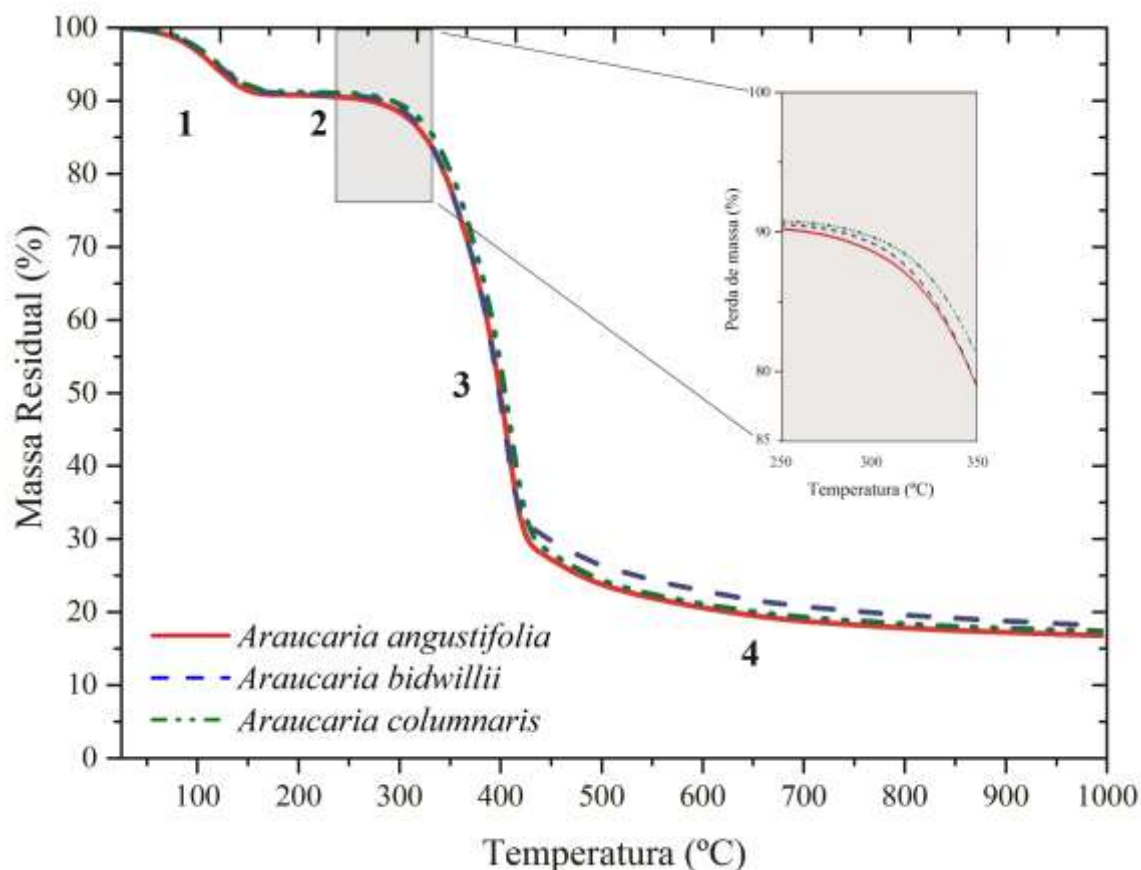 Massa Residual (%)
100
90
80
70
60
50
40
30
20
10
0
1
2
3
4
Araucaria angustifolia
Araucaria bidwillii
Araucaria columnaris
100 200 300 400 500 600 700 800 900 1000
Temperatura (ºC)
Perda de massa (%)
100
90
80
85
250 300 350
Temperatura (ºC)